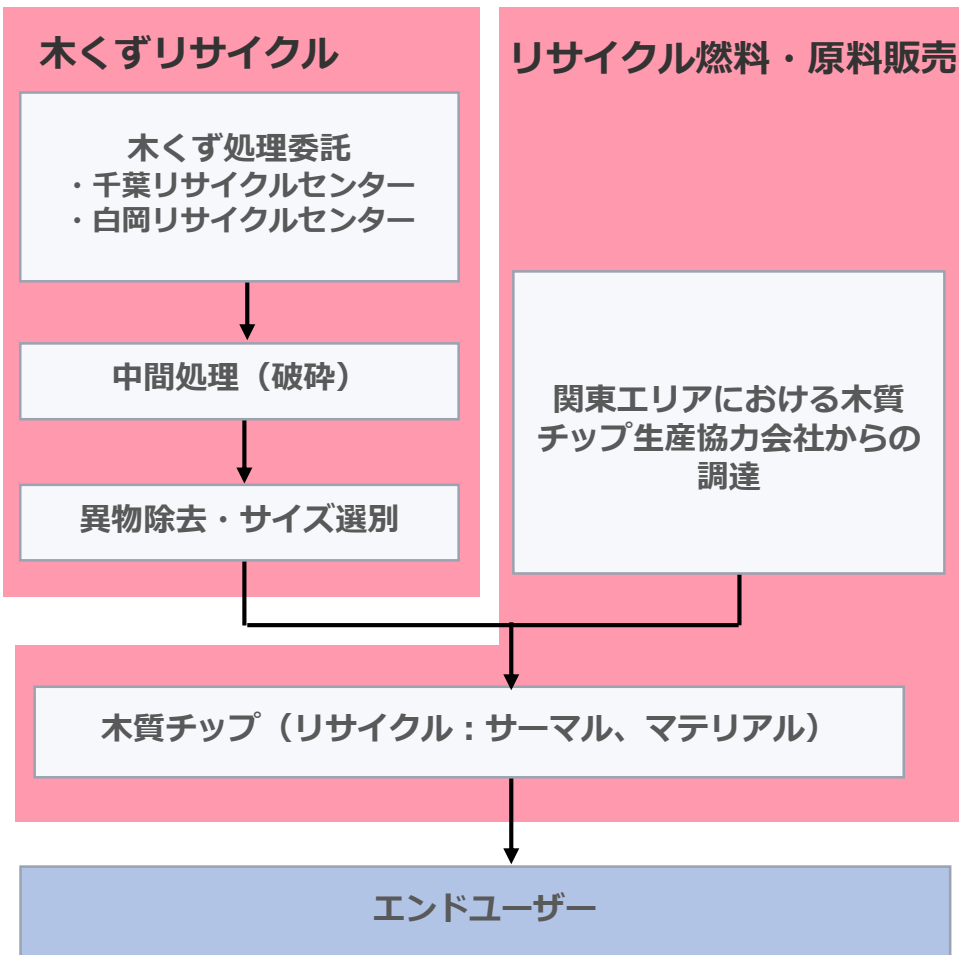 木くずリサイクル
木くず処理委託
・千葉リサイクルセンター
・白岡リサイクルセンター
中間処理（破砕）
異物除去・サイズ選別
リサイクル燃料・原料販売
関東エリアにおける木質
チップ生産協力会社からの
調達
木質チップ（リサイクル：サーマル、マテリアル）
エンドユーザー